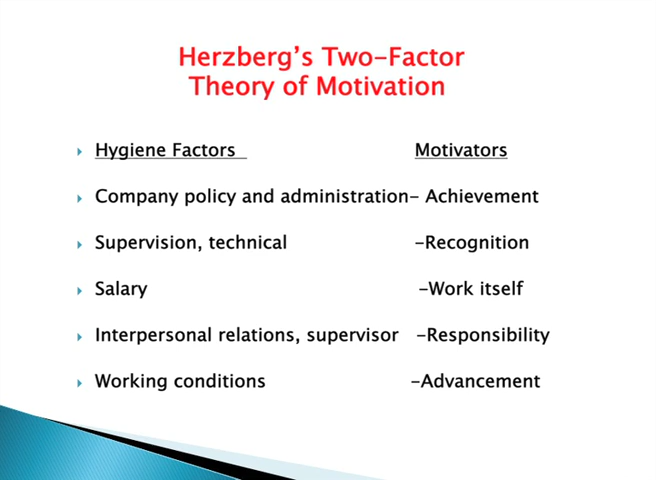 Herzberg's Two-Factor
Theory of Motivation
Hygiene Factors Motivators
Company policy and administration- Achievement
Supervision, technical -Recognition
Salary -Work itself
Interpersonal relations, supervisor -Responsibility
Working conditions -Advancement